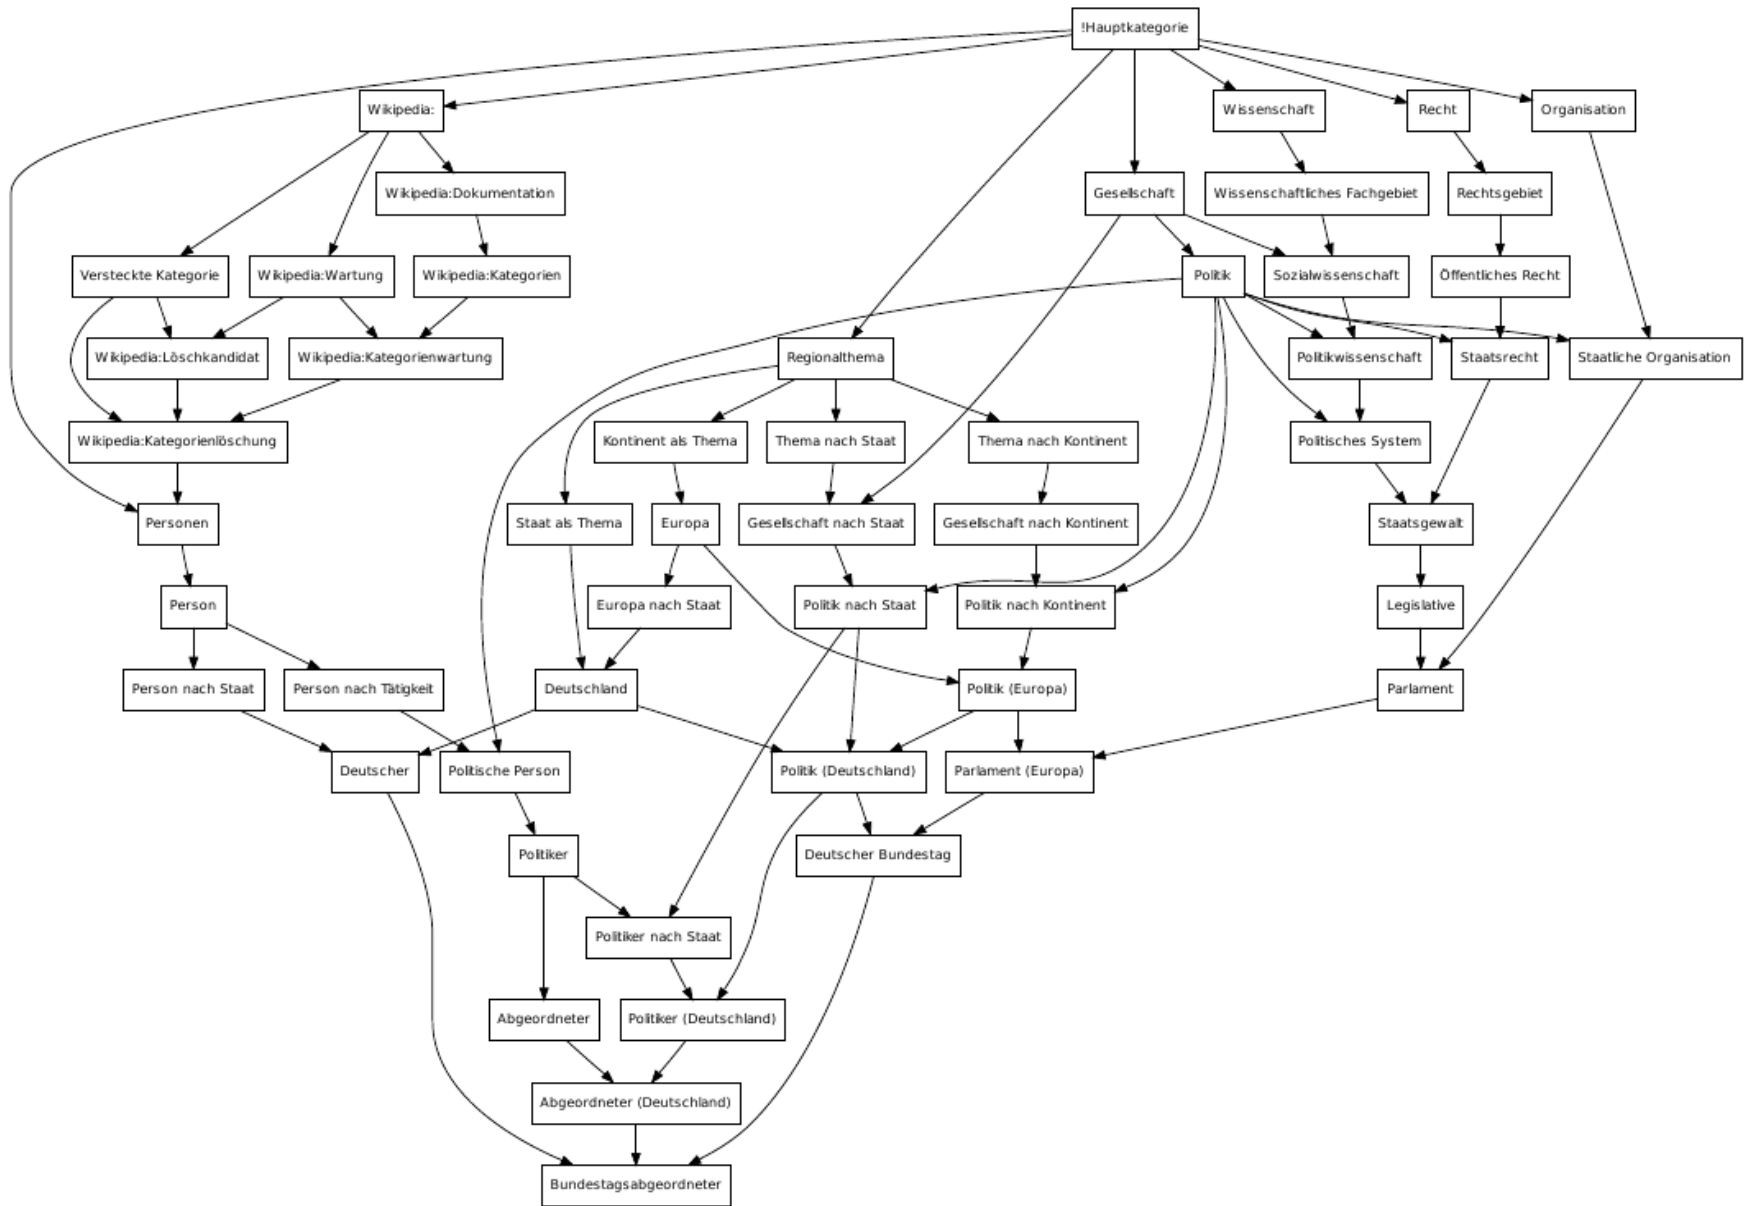 !Hauptkategorie
Wikipedia:
Wissenschaft
Recht
Organisation
Wikipedia:Dokumentation
Gesellschaft
Wissenschaftliches Fachgebiet
Rechtsgebiet
Versteckte Kategorie
Wikipedia:Wartung
Wikipedia:Kategorien
Politik
Sozialwissenschaft
Öffentliches Recht
Wikipedia:Löschkandidat
Wikipedia:Kategorienwartung
Regionalthema
Politikwissenschaft
Staatsrecht
Staatliche Organisation
Wikipedia:Kategorienlöschung
Kontinent als Thema
Thema nach Staat
Thema nach Kontinent
Politisches System
Personen
Staat als Thema
Europa
Gesellschaft nach Staat
Gesellschaft nach Kontinent
Staatsgewalt
Person
Europa nach Staat
Politik nach Staat
Politik nach Kontinent
Legislative
Person nach Staat
Person nach Tätigkeit
Deutschland
Politik (Europa)
Parlament
Deutscher
Politische Person
Politik (Deutschland)
Parlament (Europa)
Politiker
Deutscher Bundestag
Politiker nach Staat
Abgeordneter
Politiker (Deutschland)
Abgeordneter (Deutschland)
Bundestagsabgeordneter